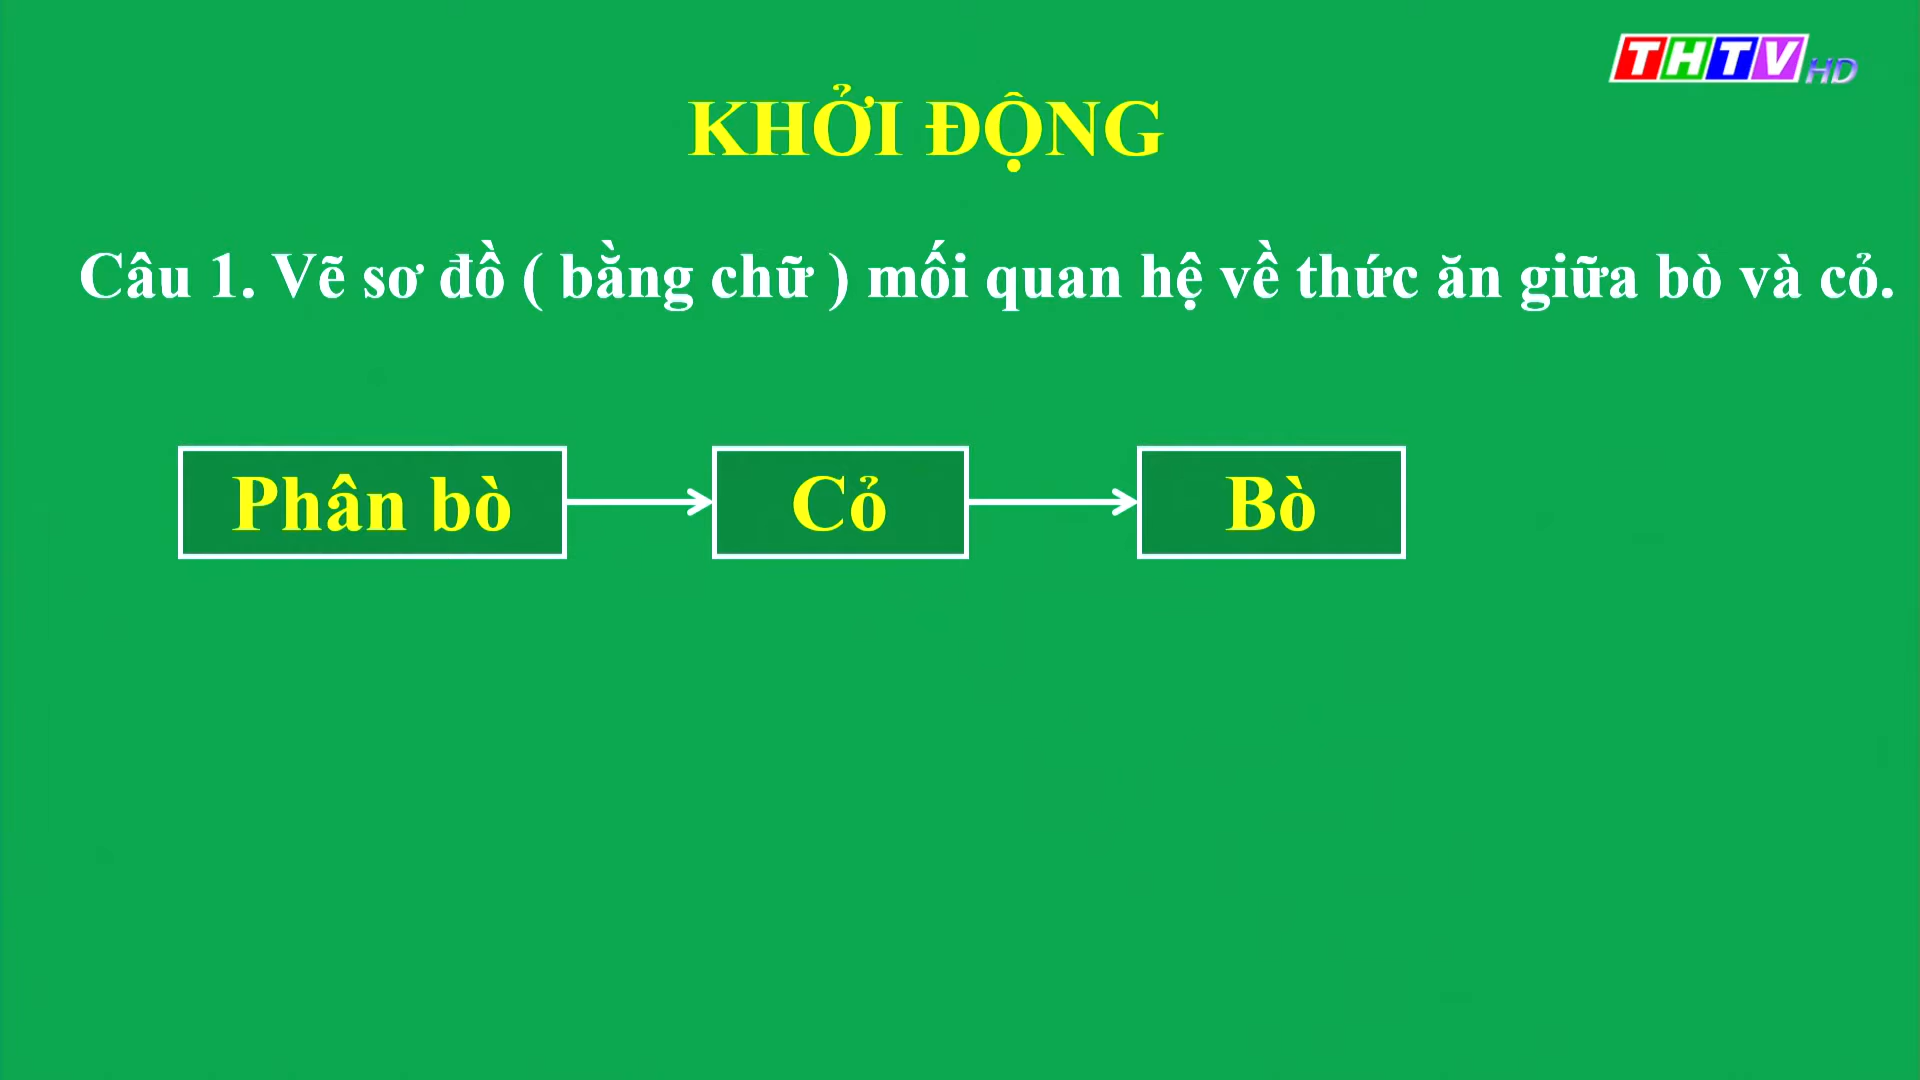 THTV HD
KHỞI ĐỘNG
Câu 1. Vẽ sơ đồ ( bằng chữ ) mối quan hệ về thức ăn giữa bò và cỏ.
Phân bò
Cỏ
Bò